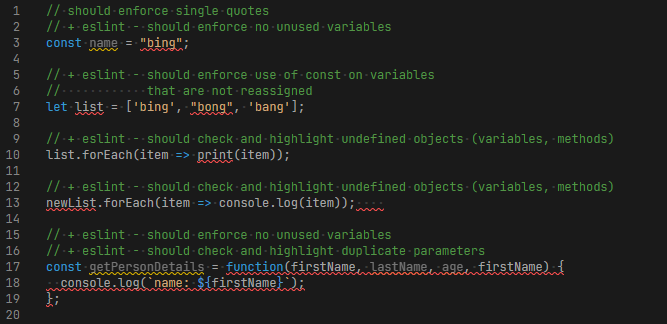 1 // should enforce single quotes
2 // + eslint - should enforce no unused variables
3 const name = "bing";
4
5 // + eslint - should enforce use of const on variables
6 // that are not reassigned
7 let list = ['bing', "bong", 'bang'];
8
9 // + eslint - should check and highlight undefined objects (variables, methods)
10 list.forEach(item => print(item));
11
12 // + eslint - should check and highlight undefined objects (variables, methods)
13 newList.forEach(item => console.log(item));
14
15 // + eslint - should enforce no unused variables
16 // + eslint - should check and highlight duplicate parameters
17 const getPersonDetails = function(firstName, lastName, age, firstName) {
18 console.log(`name: ${firstName}`);
19 };
20